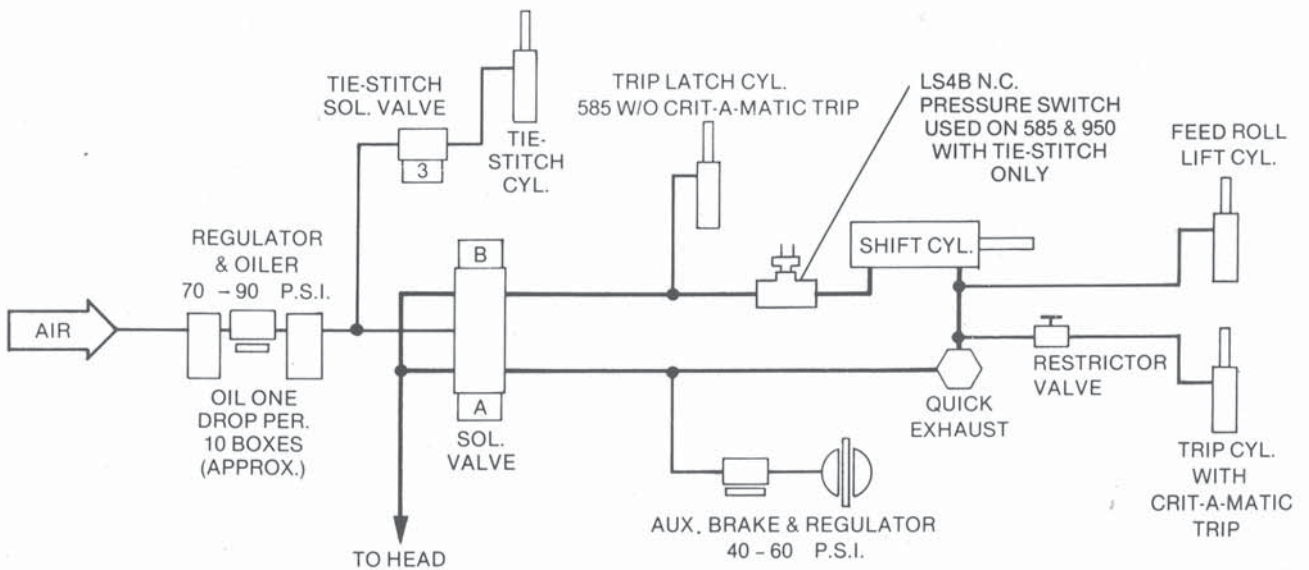 TIE-STITCH
SOL. VALVE
3
TIE-
STITCH
CYL.
TRIP LATCH CYL.
585 W/O CRIT-A-MATIC TRIP
LS4B N.C.
PRESSURE SWITCH
USED ON 585 & 950
WITH TIE-STITCH
ONLY
FEED ROLL
LIFT CYL.
REGULATOR
& OILER
70 – 90 P.S.I.
AIR
OIL ONE
DROP PER.
10 BOXES
(APPROX.)
B
A
SOL.
VALVE
SHIFT CYL.
RESTRICTOR
VALVE
QUICK
EXHAUST
TRIP CYL.
WITH
CRIT-A-MATIC
TRIP
AUX. BRAKE & REGULATOR
40 – 60 P.S.I.
TO HEAD